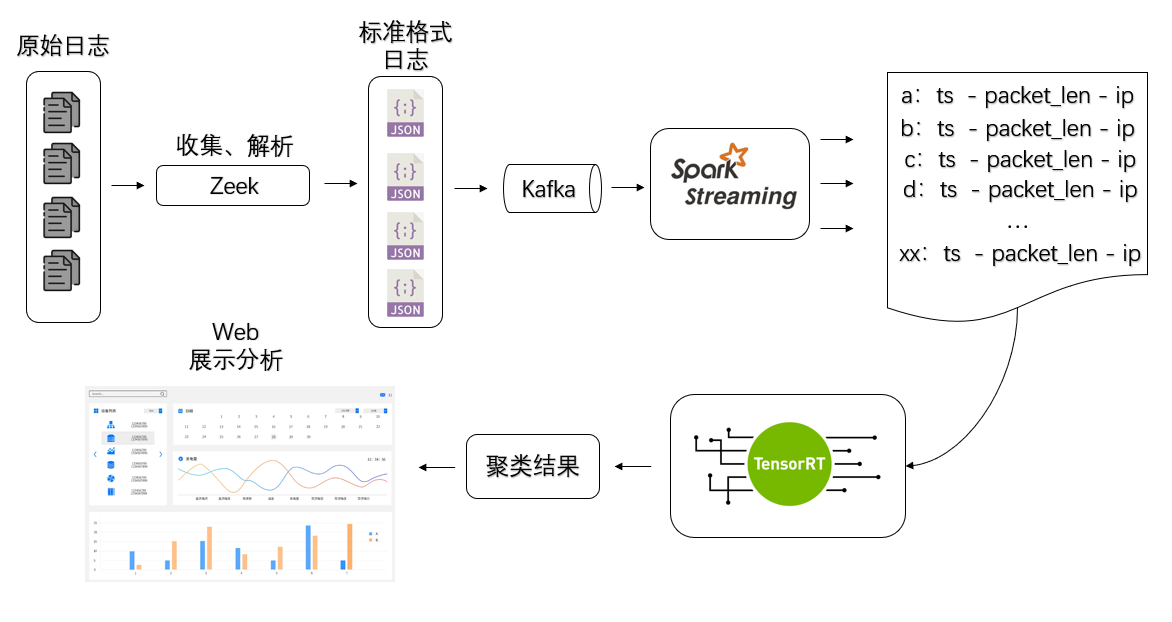 原始日志
标准格式
日志
JSON
JSON
JSON
JSON
收集、解析
Zeek
Kafka
Spark
Streaming
a: ts - packet_len - ip
b: ts - packet_len - ip
c: ts - packet_len - ip
d: ts - packet_len - ip
...
xx: ts - packet_len - ip
TensorRT
聚类结果
Web
展示分析